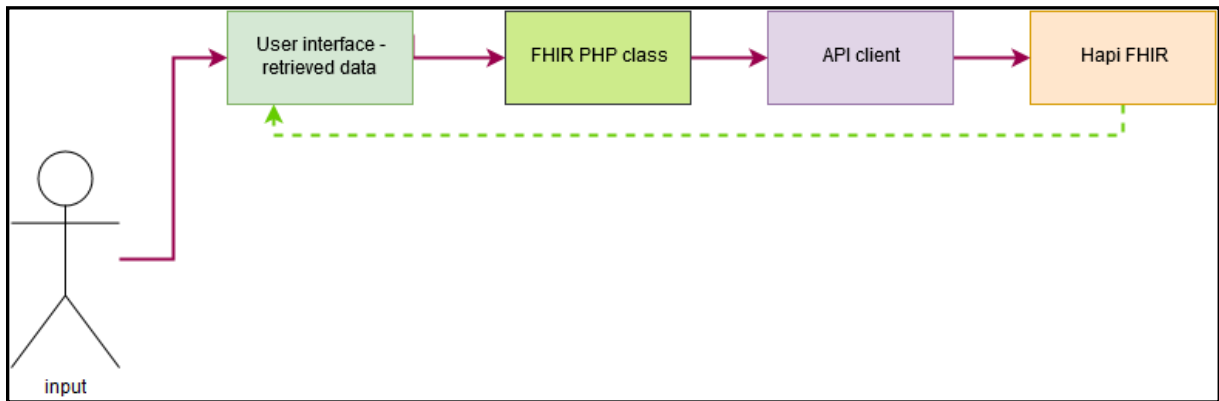 User interface -
retrieved data
FHIR PHP class
API client
Hapi FHIR
input